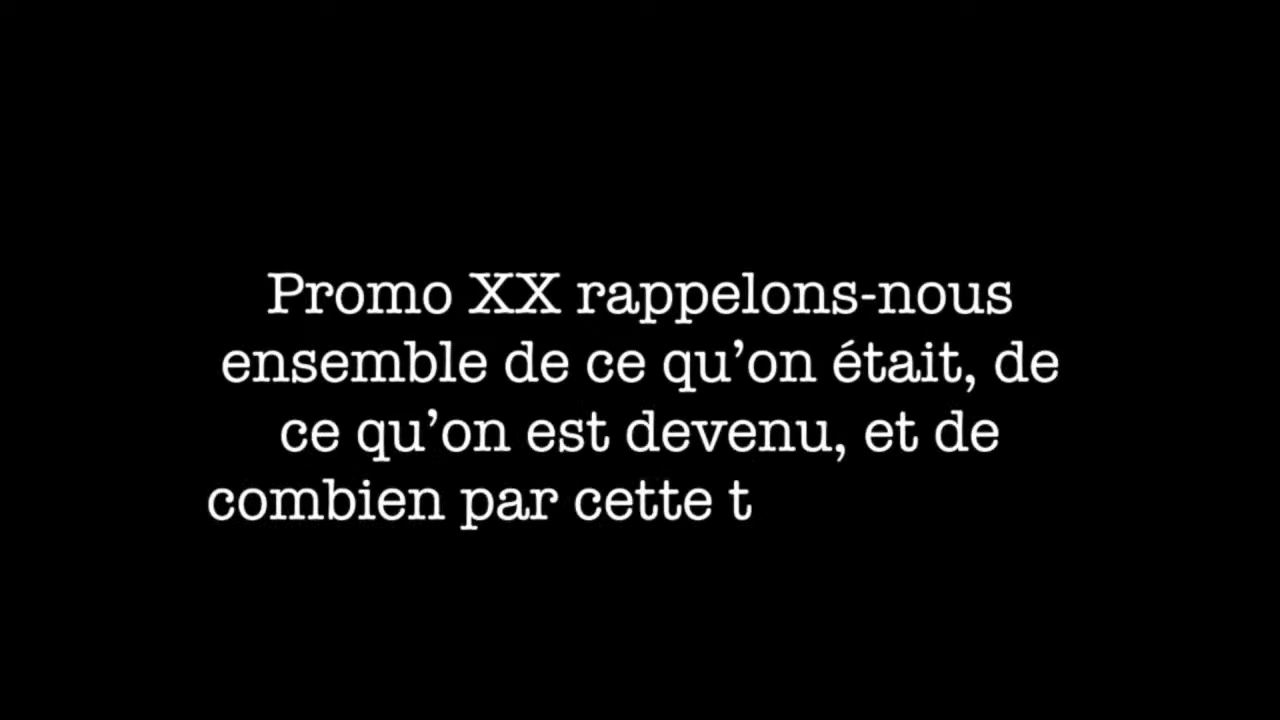 Promo XX rappelons-nous
ensemble de ce qu’on était, de
ce qu’on est devenu, et de
combien par cette t